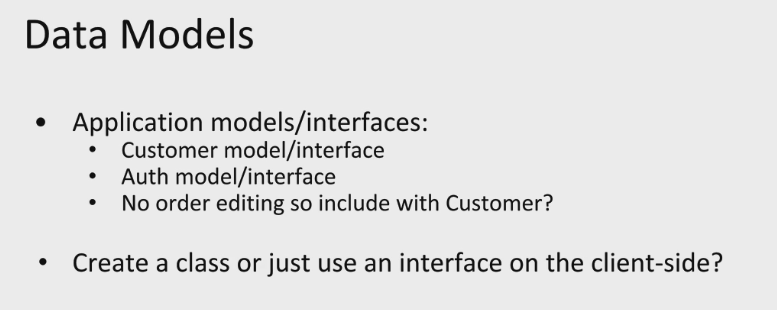 Data Models
• Application models/interfaces:
• Customer model/interface
• Auth model/interface
• No order editing so include with Customer?
• Create a class or just use an interface on the client-side?